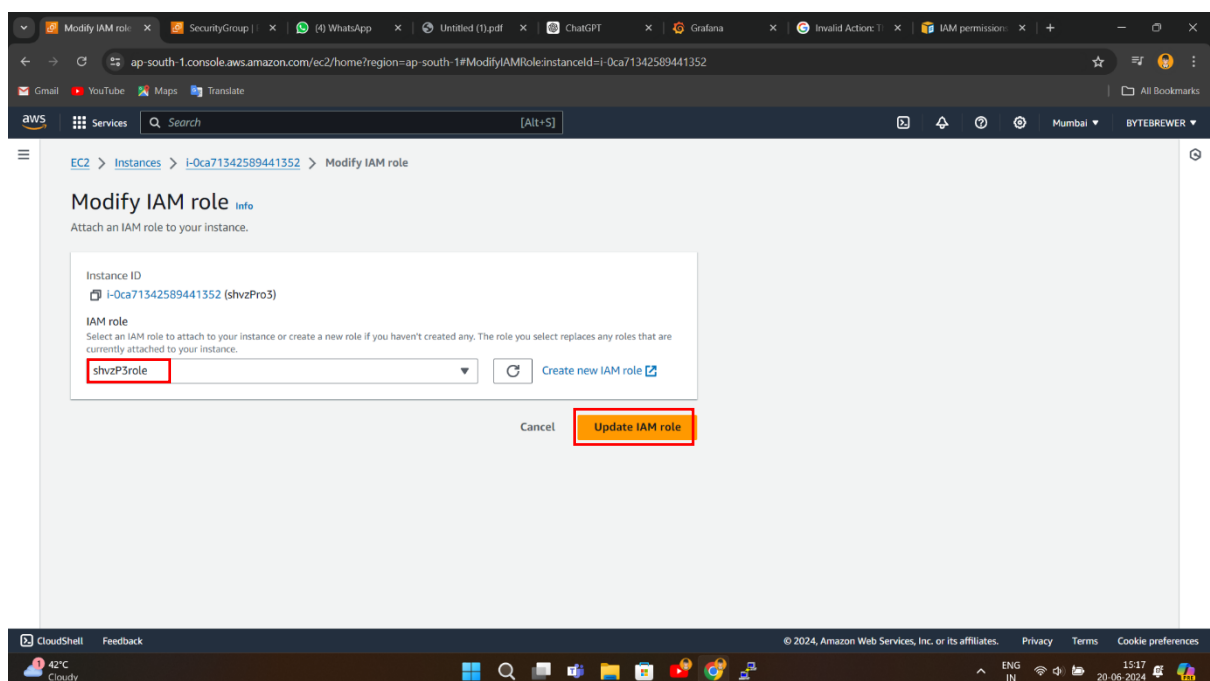 Modify IAM role
SecurityGroup |
(4) WhatsApp
Untitled (1).pdf
ChatGPT
Grafana
Invalid Action: T
IAM permission
ap-south-1.console.aws.amazon.com/ec2/home?region=ap-south-1#ModifyIAMRole:instanceId=i-0ca71342589441352
Gmail
YouTube
Maps
Translate
All Bookmarks
aws
Services
Search
[Alt+S]
Mumbai
BYTEBREWER
EC2 > Instances > i-0ca71342589441352 > Modify IAM role
Modify IAM role Info
Attach an IAM role to your instance.
Instance ID
i-0ca71342589441352 (shvzPro3)
IAM role
Select an IAM role to attach to your instance or create a new role if you haven't created any. The role you select replaces any roles that are
currently attached to your instance.
shvzP3role
Create new IAM role
Cancel
Update IAM role
CloudShell
Feedback
© 2024, Amazon Web Services, Inc. or its affiliates.
Privacy
Terms
Cookie preferences
1
42°C
Cloudy
ENG
IN
15:17
20-06-2024